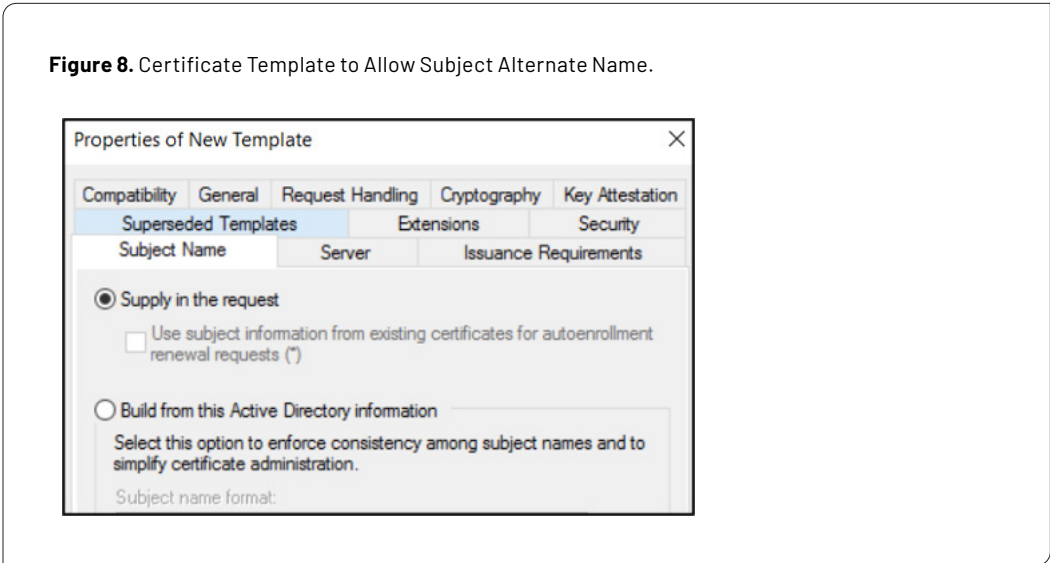 Figure 8. Certificate Template to Allow Subject Alternate Name.
Properties of New Template
Compatibility General Request Handling Cryptography Key Attestation
Superseded Templates Extensions Security
Subject Name Server Issuance Requirements
Supply in the request
Use subject information from existing certificates for autoenrollment
renewal requests (*)
Build from this Active Directory information
Select this option to enforce consistency among subject names and to
simplify certificate administration.
Subject name format: